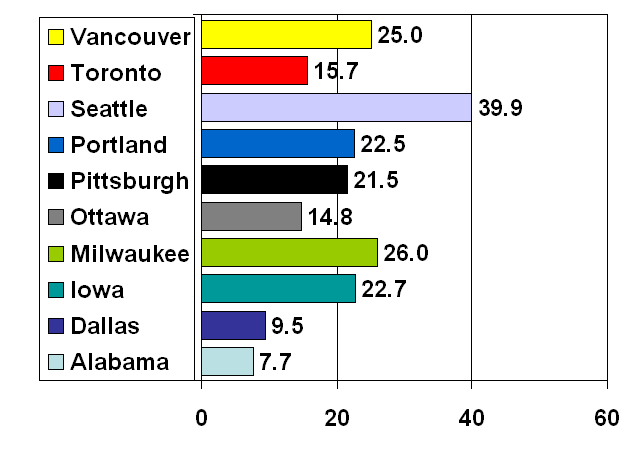 Vancouver 25.0
Toronto 15.7
Seattle 39.9
Portland 22.5
Pittsburgh 21.5
Ottawa 14.8
Milwaukee 26.0
Iowa 22.7
Dallas 9.5
Alabama 7.7
0 20 40 60